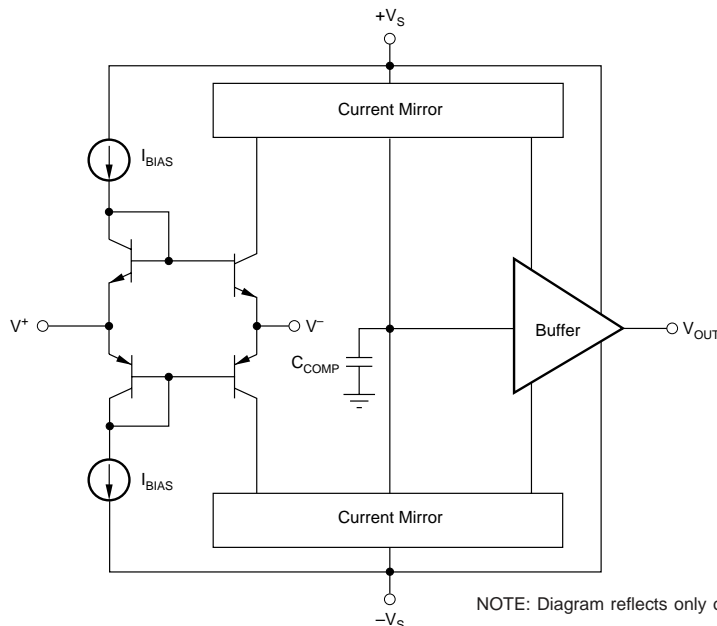 +VS
Current Mirror
IBIAS
V+
V–
Buffer
VOUT
CCOMP
IBIAS
Current Mirror
NOTE: Diagram reflects only
–VS